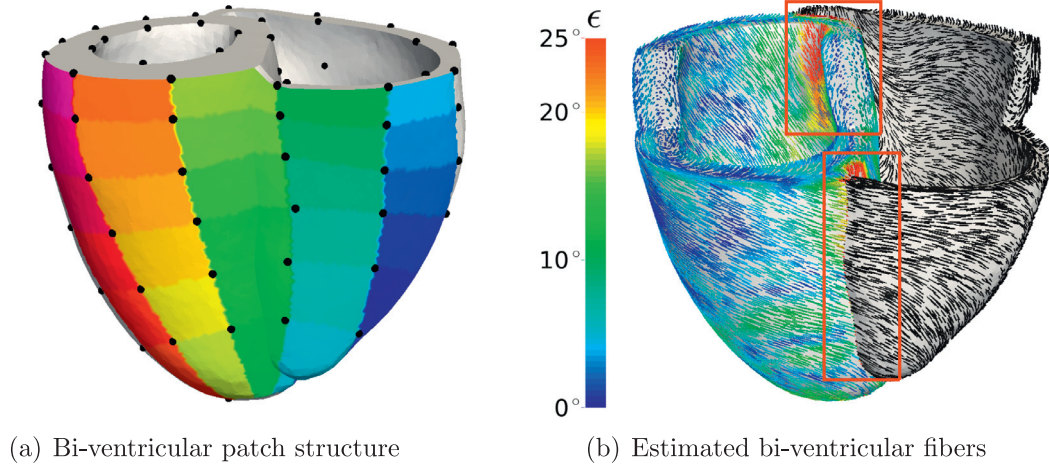 ϵ
25°
20°
10°
0°
(a) Bi-ventricular patch structure
(b) Estimated bi-ventricular fibers